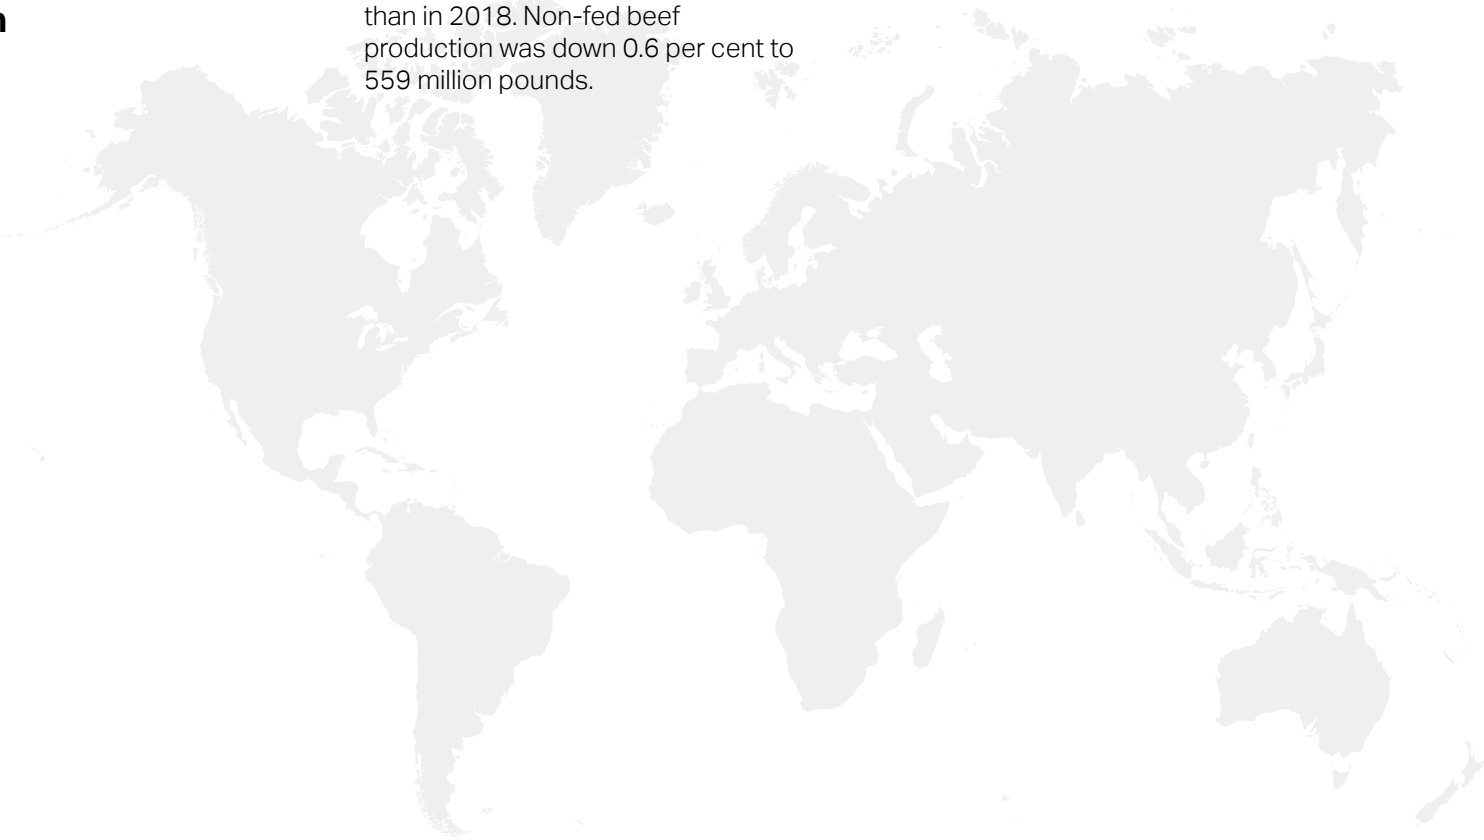 than in 2018. Non-fed beef
production was down 0.6 per cent to
559 million pounds.